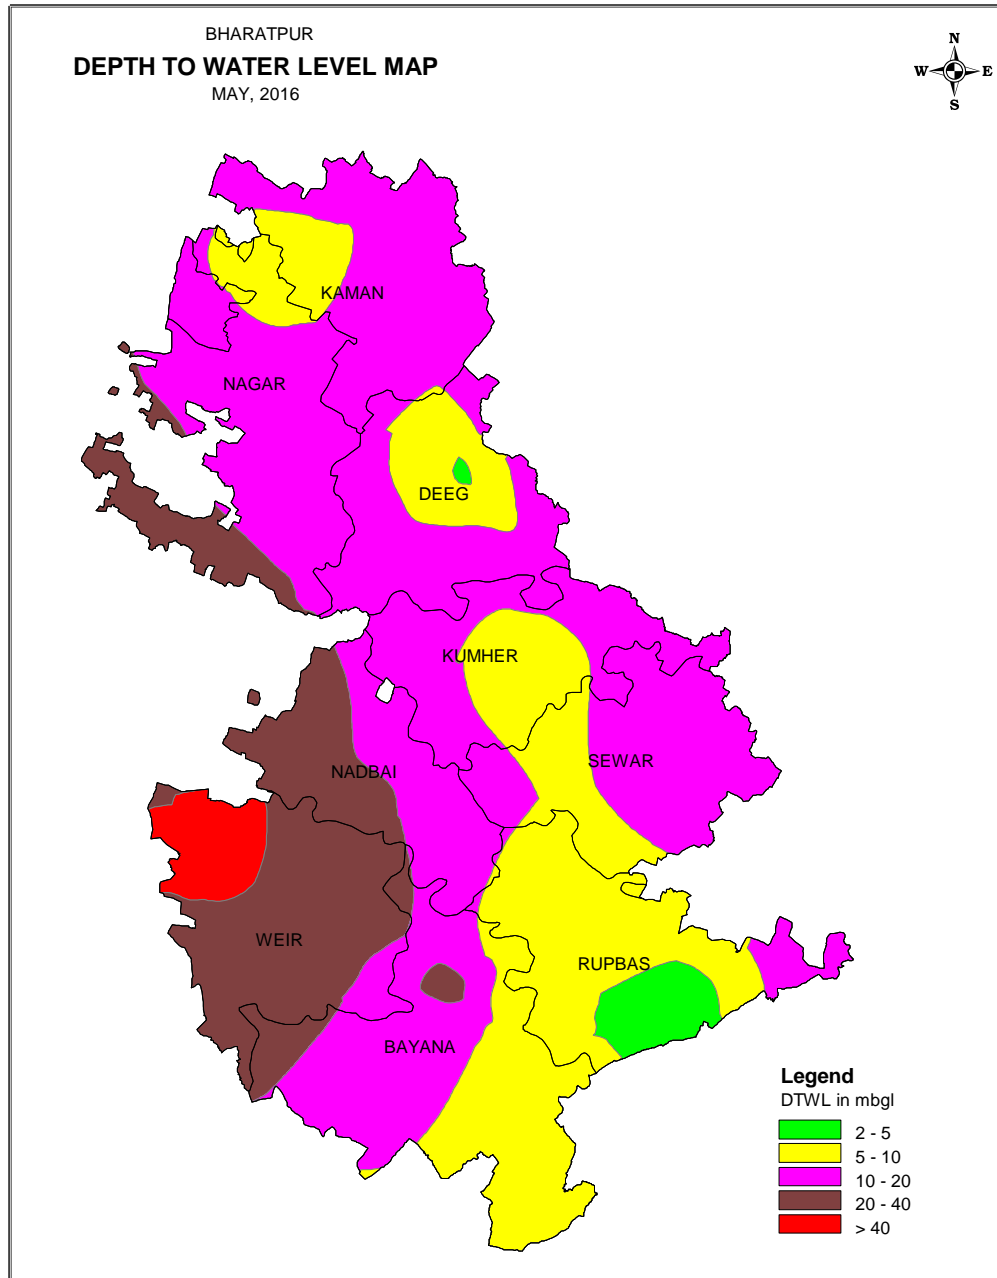 BHARATPUR
DEPTH TO WATER LEVEL MAP
MAY, 2016
N
W E
S
KAMAN
NAGAR
DEEG
KUMHER
SEWAR
NADBAI
WEIR
RUPBAS
BAYANA
Legend
DTWL in mbgl
2 - 5
5 - 10
10 - 20
20 - 40
> 40